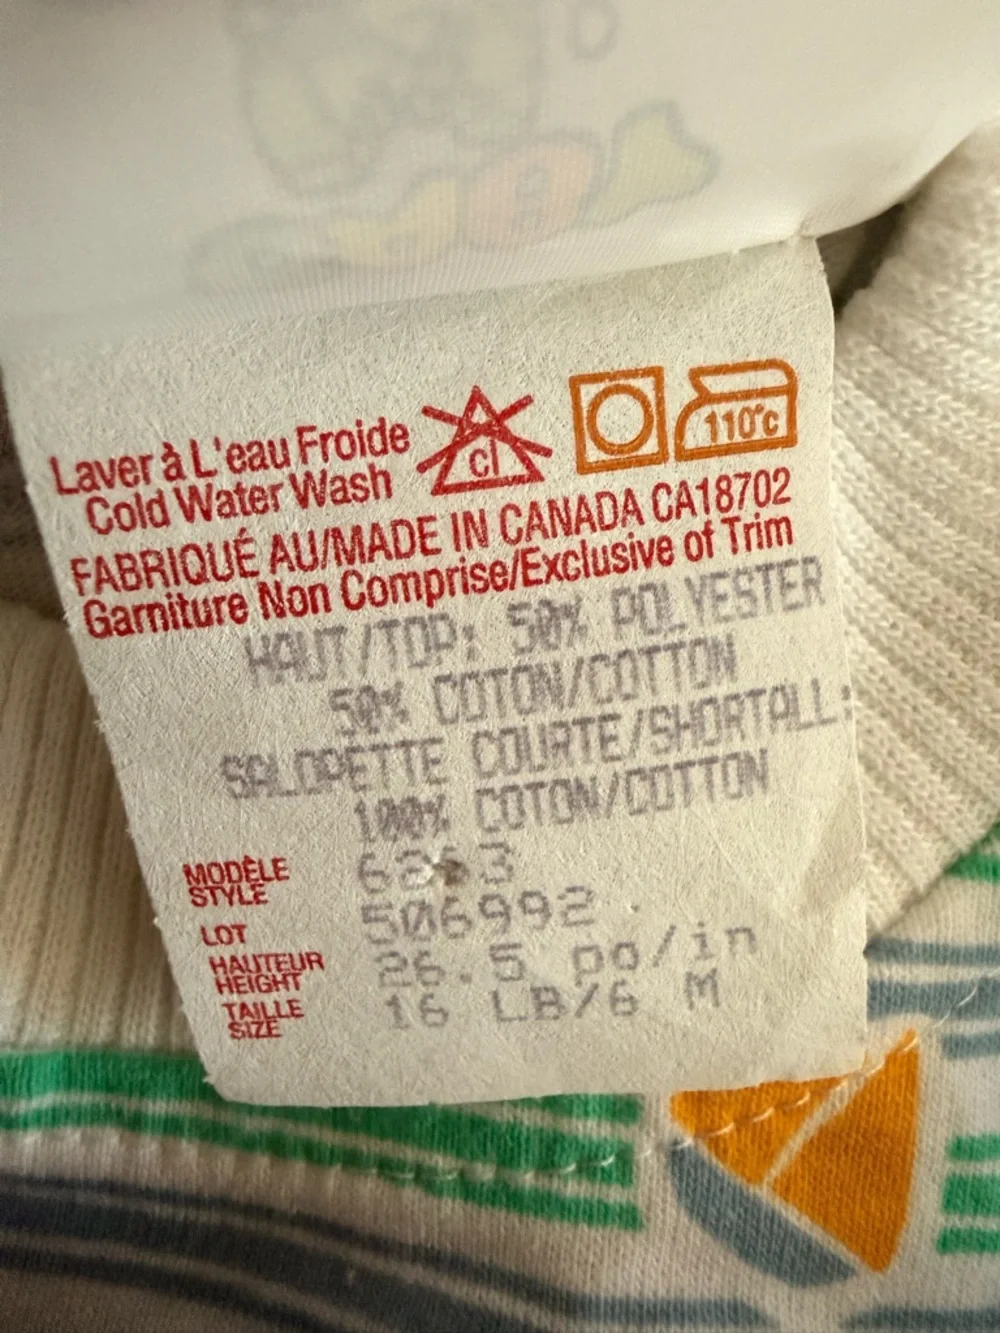 Laver à L'eau Froide
Cold Water Wash
cl
110°c
FABRIQUÉ AU/MADE IN CANADA CA18702
Garniture Non Comprise/Exclusive of Trim
HAUT/TOP: 50% POLYESTER
50% COTON/COTTON
SALOPETTE COURTE/SHORTALL:
100% COTON/COTTON
MODÈLE
STYLE
LOT 506992
HAUTEUR
HEIGHT 26.5 po/in
TAILLE
SIZE 16 LB/6 M